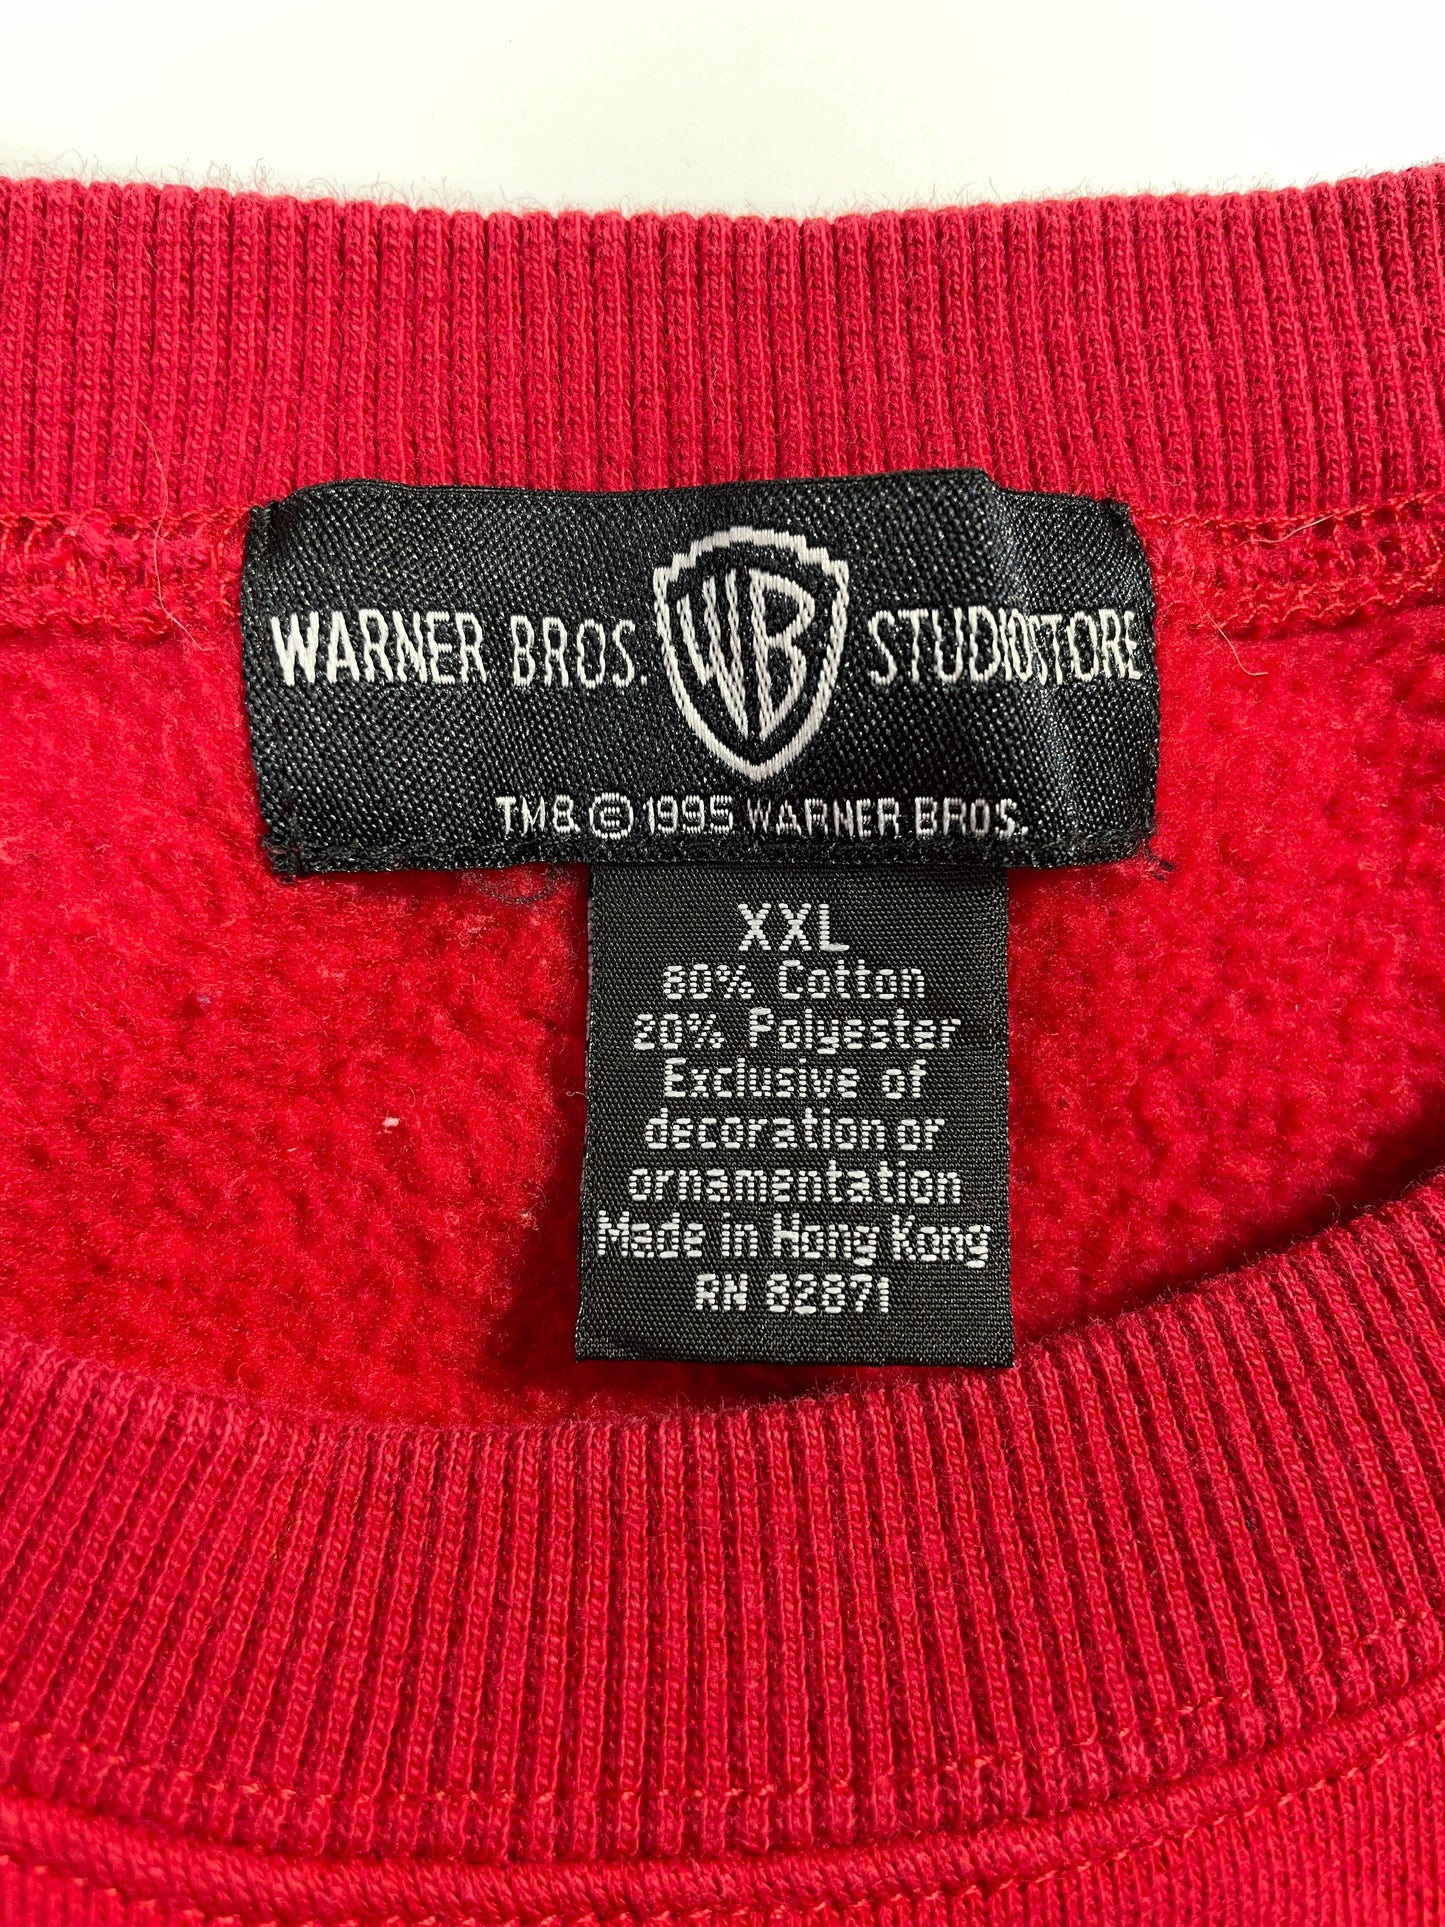 WARNER BROS. WB STUDIOSTORE
TM& © 1995 WARNER BROS.
XXL
80% Cotton
20% Polyester
Exclusive of
decoration or
ornamentation
Made in Hong Kong
RN 82871